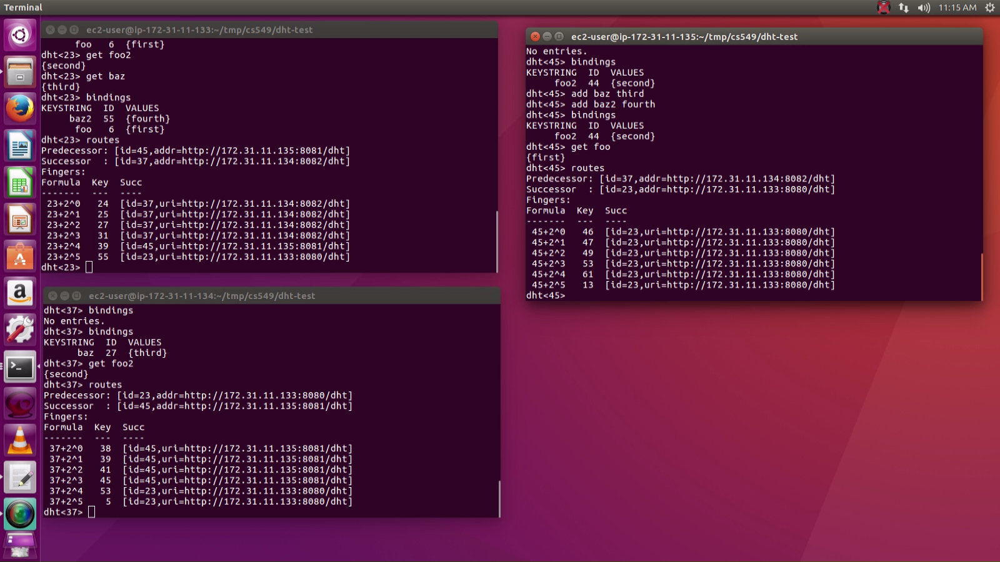 Terminal
11:15 AM
ec2-user@ip-172-31-11-133:~/tmp/cs549/dht-test
foo 6 {first}
dht<23> get foo2
{second}
dht<23> get baz
{third}
dht<23> bindings
KEYSTRING ID VALUES
baz2 55 {fourth}
foo 6 {first}
dht<23> routes
Predecessor: [id=45,addr=http://172.31.11.135:8081/dht]
Successor : [id=37,addr=http://172.31.11.134:8082/dht]
Fingers:
Formula Key Succ
------- --- ----
23+2^0 24 [id=37,uri=http://172.31.11.134:8082/dht]
23+2^1 25 [id=37,uri=http://172.31.11.134:8082/dht]
23+2^2 27 [id=37,uri=http://172.31.11.134:8082/dht]
23+2^3 31 [id=37,uri=http://172.31.11.134:8082/dht]
23+2^4 39 [id=45,uri=http://172.31.11.135:8081/dht]
23+2^5 55 [id=23,uri=http://172.31.11.133:8080/dht]
dht<23>
ec2-user@ip-172-31-11-134:~/tmp/cs549/dht-test
dht<37> bindings
No entries.
dht<37> bindings
KEYSTRING ID VALUES
baz 27 {third}
dht<37> get foo2
{second}
dht<37> routes
Predecessor: [id=23,addr=http://172.31.11.133:8080/dht]
Successor : [id=45,addr=http://172.31.11.135:8081/dht]
Fingers:
Formula Key Succ
------- --- ----
37+2^0 38 [id=45,uri=http://172.31.11.135:8081/dht]
37+2^1 39 [id=45,uri=http://172.31.11.135:8081/dht]
37+2^2 41 [id=45,uri=http://172.31.11.135:8081/dht]
37+2^3 45 [id=45,uri=http://172.31.11.135:8081/dht]
37+2^4 53 [id=23,uri=http://172.31.11.133:8080/dht]
37+2^5 5 [id=23,uri=http://172.31.11.133:8080/dht]
dht<37>
ec2-user@ip-172-31-11-135:~/tmp/cs549/dht-test
No entries.
dht<45> bindings
KEYSTRING ID VALUES
foo2 44 {second}
dht<45> add baz third
dht<45> add baz2 fourth
dht<45> bindings
KEYSTRING ID VALUES
foo2 44 {second}
dht<45> get foo
{first}
dht<45> routes
Predecessor: [id=37,addr=http://172.31.11.134:8082/dht]
Successor : [id=23,addr=http://172.31.11.133:8080/dht]
Fingers:
Formula Key Succ
------- --- ----
45+2^0 46 [id=23,uri=http://172.31.11.133:8080/dht]
45+2^1 47 [id=23,uri=http://172.31.11.133:8080/dht]
45+2^2 49 [id=23,uri=http://172.31.11.133:8080/dht]
45+2^3 53 [id=23,uri=http://172.31.11.133:8080/dht]
45+2^4 61 [id=23,uri=http://172.31.11.133:8080/dht]
45+2^5 13 [id=23,uri=http://172.31.11.133:8080/dht]
dht<45>